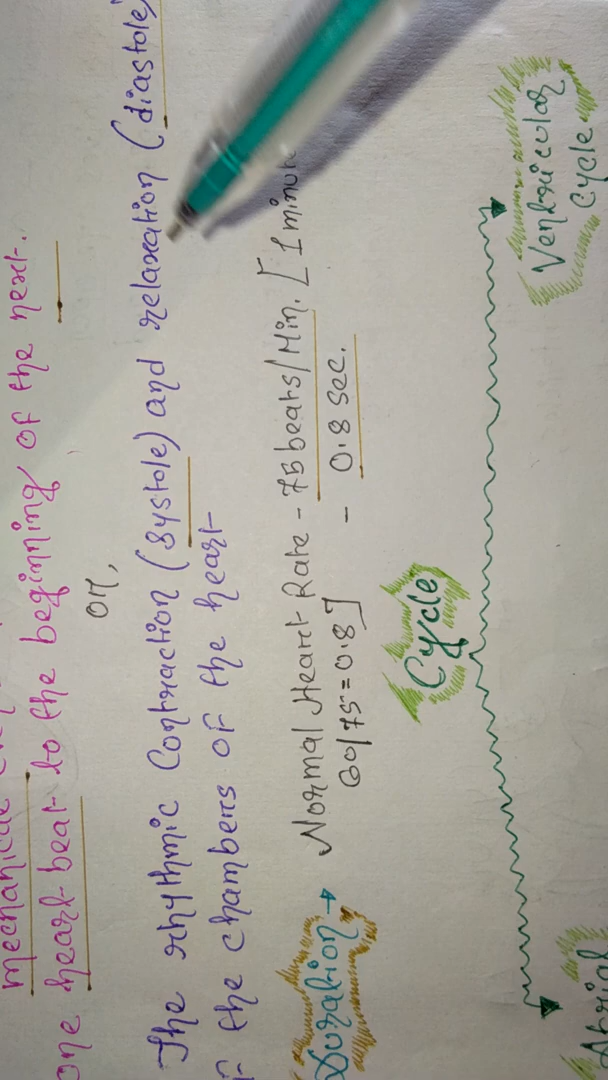 mechanical
one heart beat to the beginning of the next.
or,
The rhythmic Contraction (systole) and relaxation (diastole)
the chambers of the heart
Duration → Normal Heart Rate - 75 beats/Min. [1 minute
60/75 = 0.8] - 0.8 sec.
Cycle
Atrial Ventricular
cycle